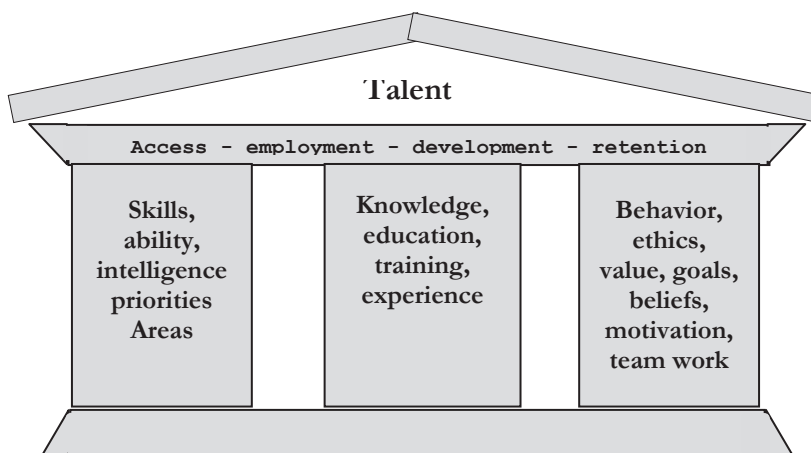 Talent
Access - employment - development - retention
Skills,
ability,
intelligence
priorities
Areas
Knowledge,
education,
training,
experience
Behavior,
ethics,
value, goals,
beliefs,
motivation,
team work